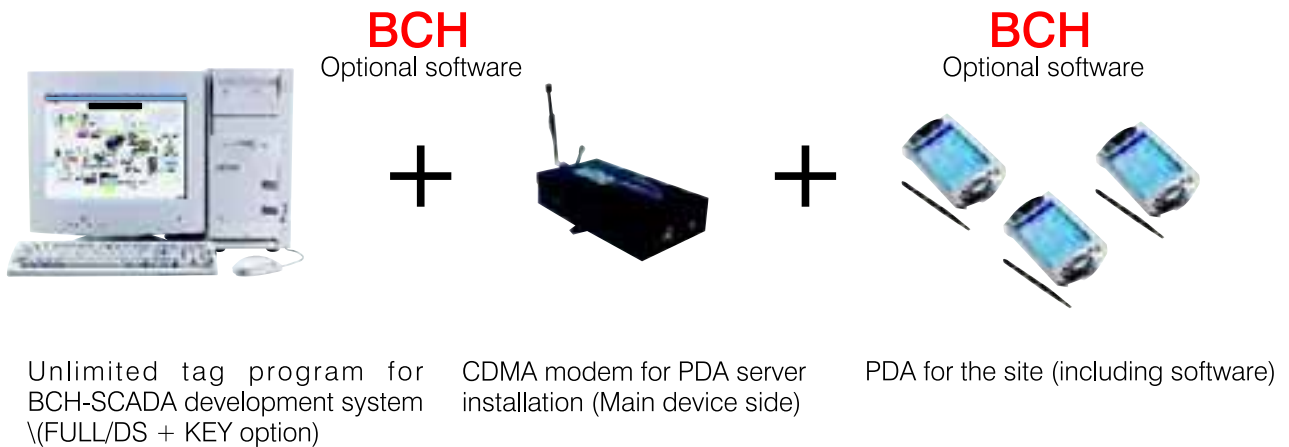 BCH
Optional software
BCH
Optional software
Unlimited tag program for
BCH-SCADA development system
\(FULL/DS + KEY option)
CDMA modem for PDA server
installation (Main device side)
PDA for the site (including software)